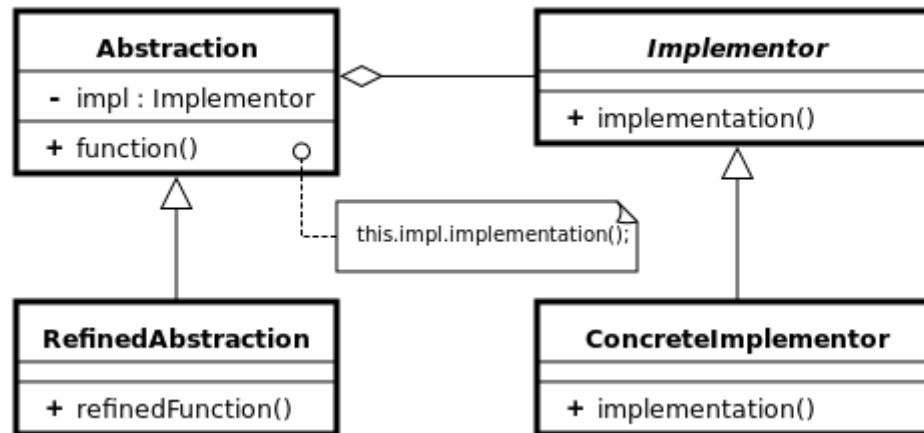 Abstraction
- impl : Implementor
+ function()
Implementor
+ implementation()
this.impl.implementation();
RefinedAbstraction
+ refinedFunction()
ConcreteImplementor
+ implementation()